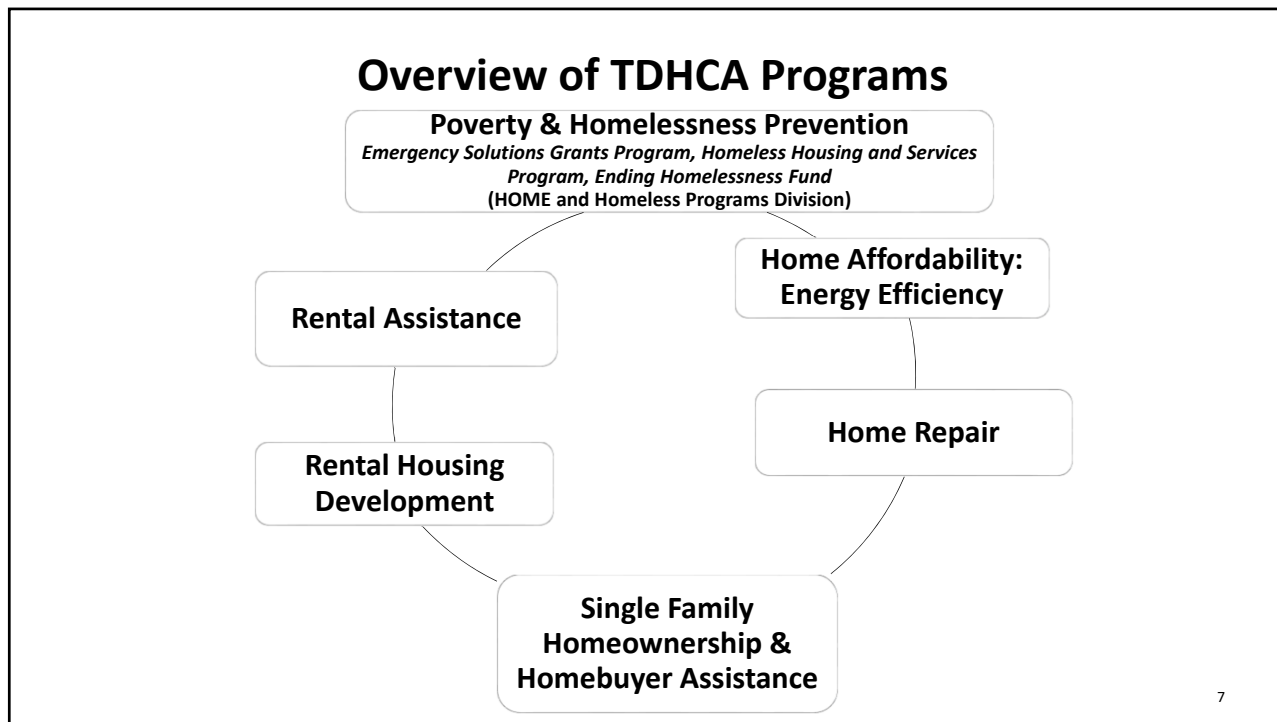 Overview of TDHCA Programs
Poverty & Homelessness Prevention
Emergency Solutions Grants Program, Homeless Housing and Services
Program, Ending Homelessness Fund
(HOME and Homeless Programs Division)
Home Affordability:
Energy Efficiency
Rental Assistance
Home Repair
Rental Housing
Development
Single Family
Homeownership &
Homebuyer Assistance
7